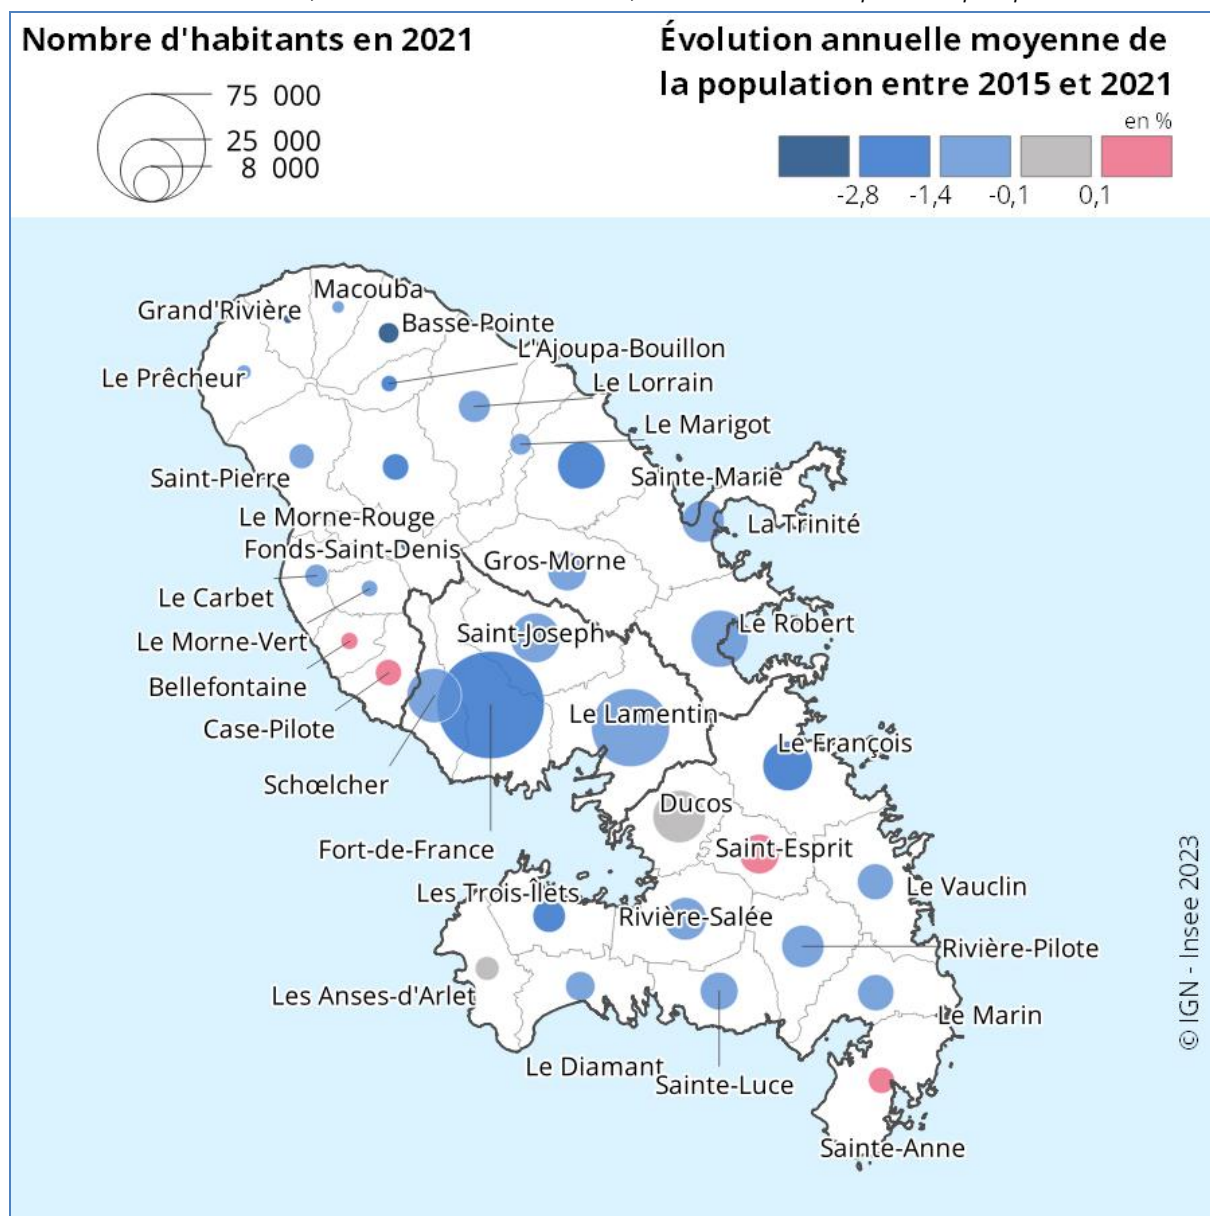 Nombre d'habitants en 2021
75 000
25 000
8 000
Évolution annuelle moyenne de
la population entre 2015 et 2021
en %
-2,8 -1,4 -0,1 0,1
Macouba
Grand'Rivière
Basse-Pointe
L'Ajoupa-Bouillon
Le Prêcheur
Le Lorrain
Le Marigot
Saint-Pierre
Sainte-Marie
Le Morne-Rouge
La Trinité
Fonds-Saint-Denis
Gros-Morne
Le Carbet
Le Robert
Saint-Joseph
Le Morne-Vert
Bellefontaine
Case-Pilote
Le Lamentin
Le François
Schœlcher
Ducos
Fort-de-France
Saint-Esprit
Les Trois-Îlets
Le Vauclin
Rivière-Salée
Rivière-Pilote
Les Anses-d'Arlet
Le Marin
Le Diamant
Sainte-Luce
Sainte-Anne
© IGN - Insee 2023